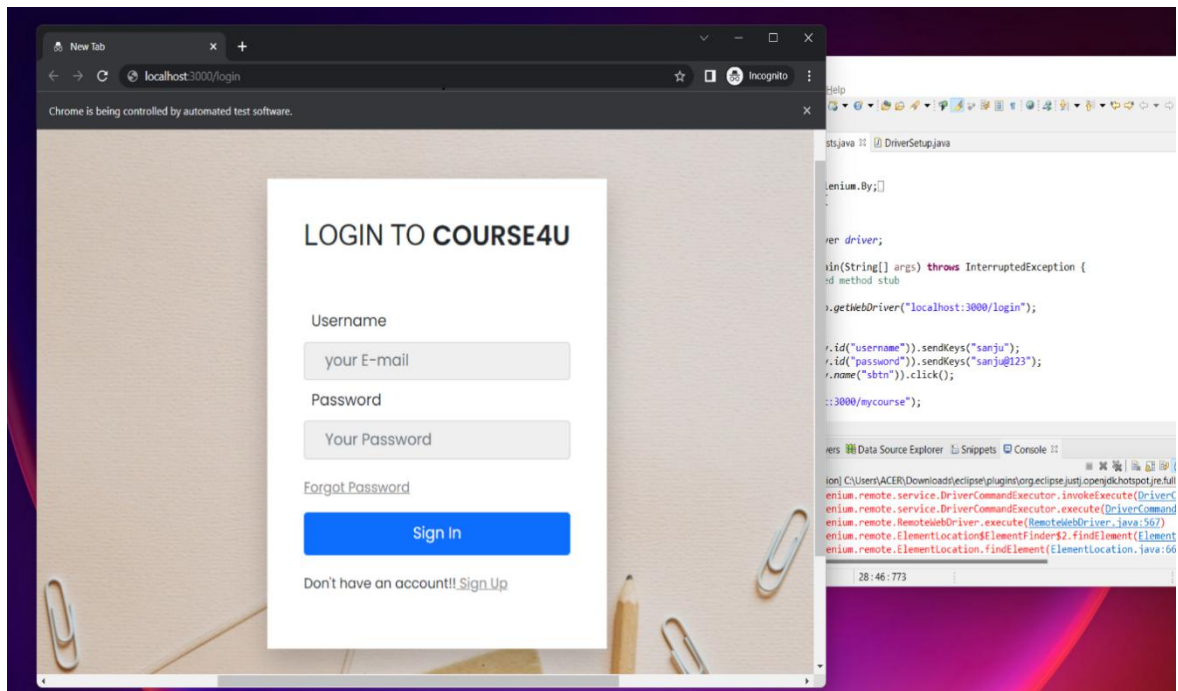 New Tab
localhost:3000/login
Incognito
Chrome is being controlled by automated test software.
LOGIN TO COURSE4U
Username
your E-mail
Password
Your Password
Forgot Password
Sign In
Don't have an account!! Sign Up
Help
sts.java DriverSetup.java
lenium.By;
er driver;
in(String[] args) throws InterruptedException {
ed method stub
.getWebDriver("localhost:3000/login");
.id("username")).sendKeys("sanju");
.id("password")).sendKeys("sanju@123");
.name("sbtn")).click();
:3000/mycourse");
ers Data Source Explorer Snippets Console
ion] C:\Users\ACER\Downloads\eclipse\plugins\org.eclipse.justj.openjdk.hotspot.jre.full
enium.remote.service.DriverCommandExecutor.invokeExecute(DriverC
enium.remote.service.DriverCommandExecutor.execute(DriverCommand
enium.remote.RemoteWebDriver.execute(RemoteWebDriver.java:567)
enium.remote.ElementLocation$ElementFinder$2.findElement(Element
enium.remote.ElementLocation.findElement(ElementLocation.java:66
28:46:773